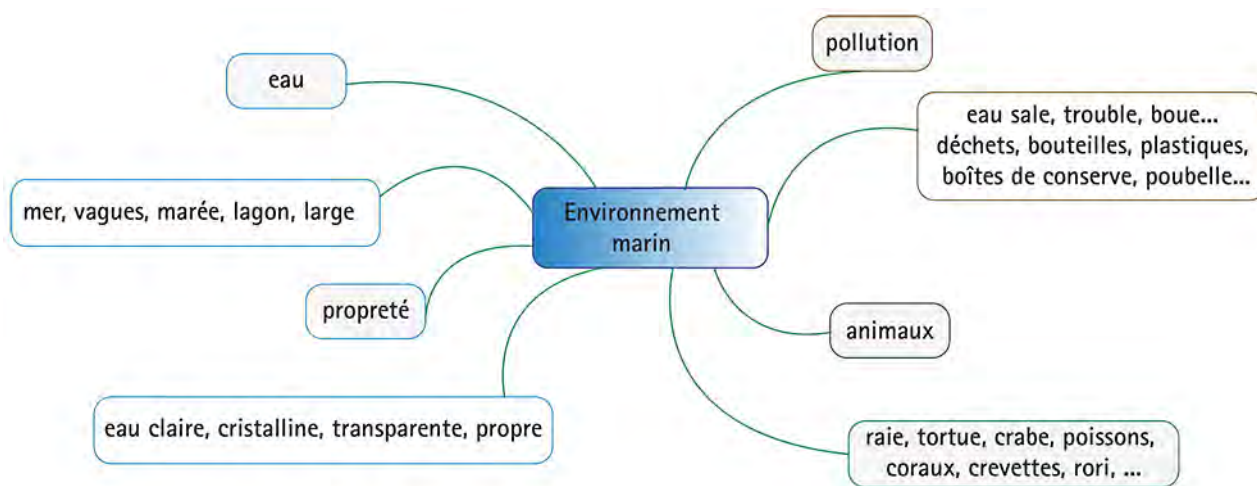 eau
mer, vagues, marée, lagon, large
propreté
eau claire, cristalline, transparente, propre
Environnement
marin
pollution
eau sale, trouble, boue...
déchets, bouteilles, plastiques,
boîtes de conserve, poubelle...
animaux
raie, tortue, crabe, poissons,
coraux, crevettes, rori, ...